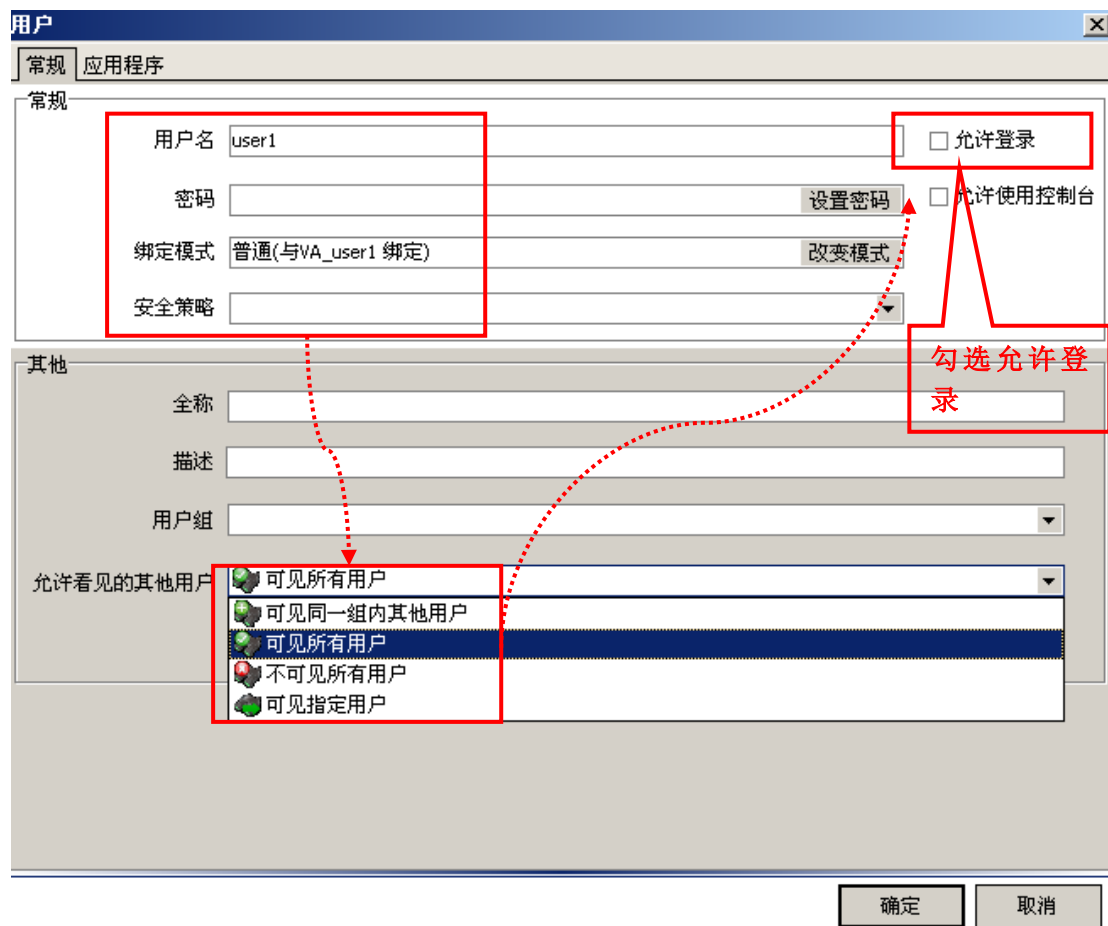 用户
常规 应用程序
常规
用户名 user1 允许登录
密码 设置密码 允许使用控制台
绑定模式 普通(与VA_user1 绑定) 改变模式
安全策略
勾选允许登
录
其他
全称
描述
用户组
允许看见的其他用户 可见所有用户
可见同一组内其他用户
可见所有用户
不可见所有用户
可见指定用户
确定 取消